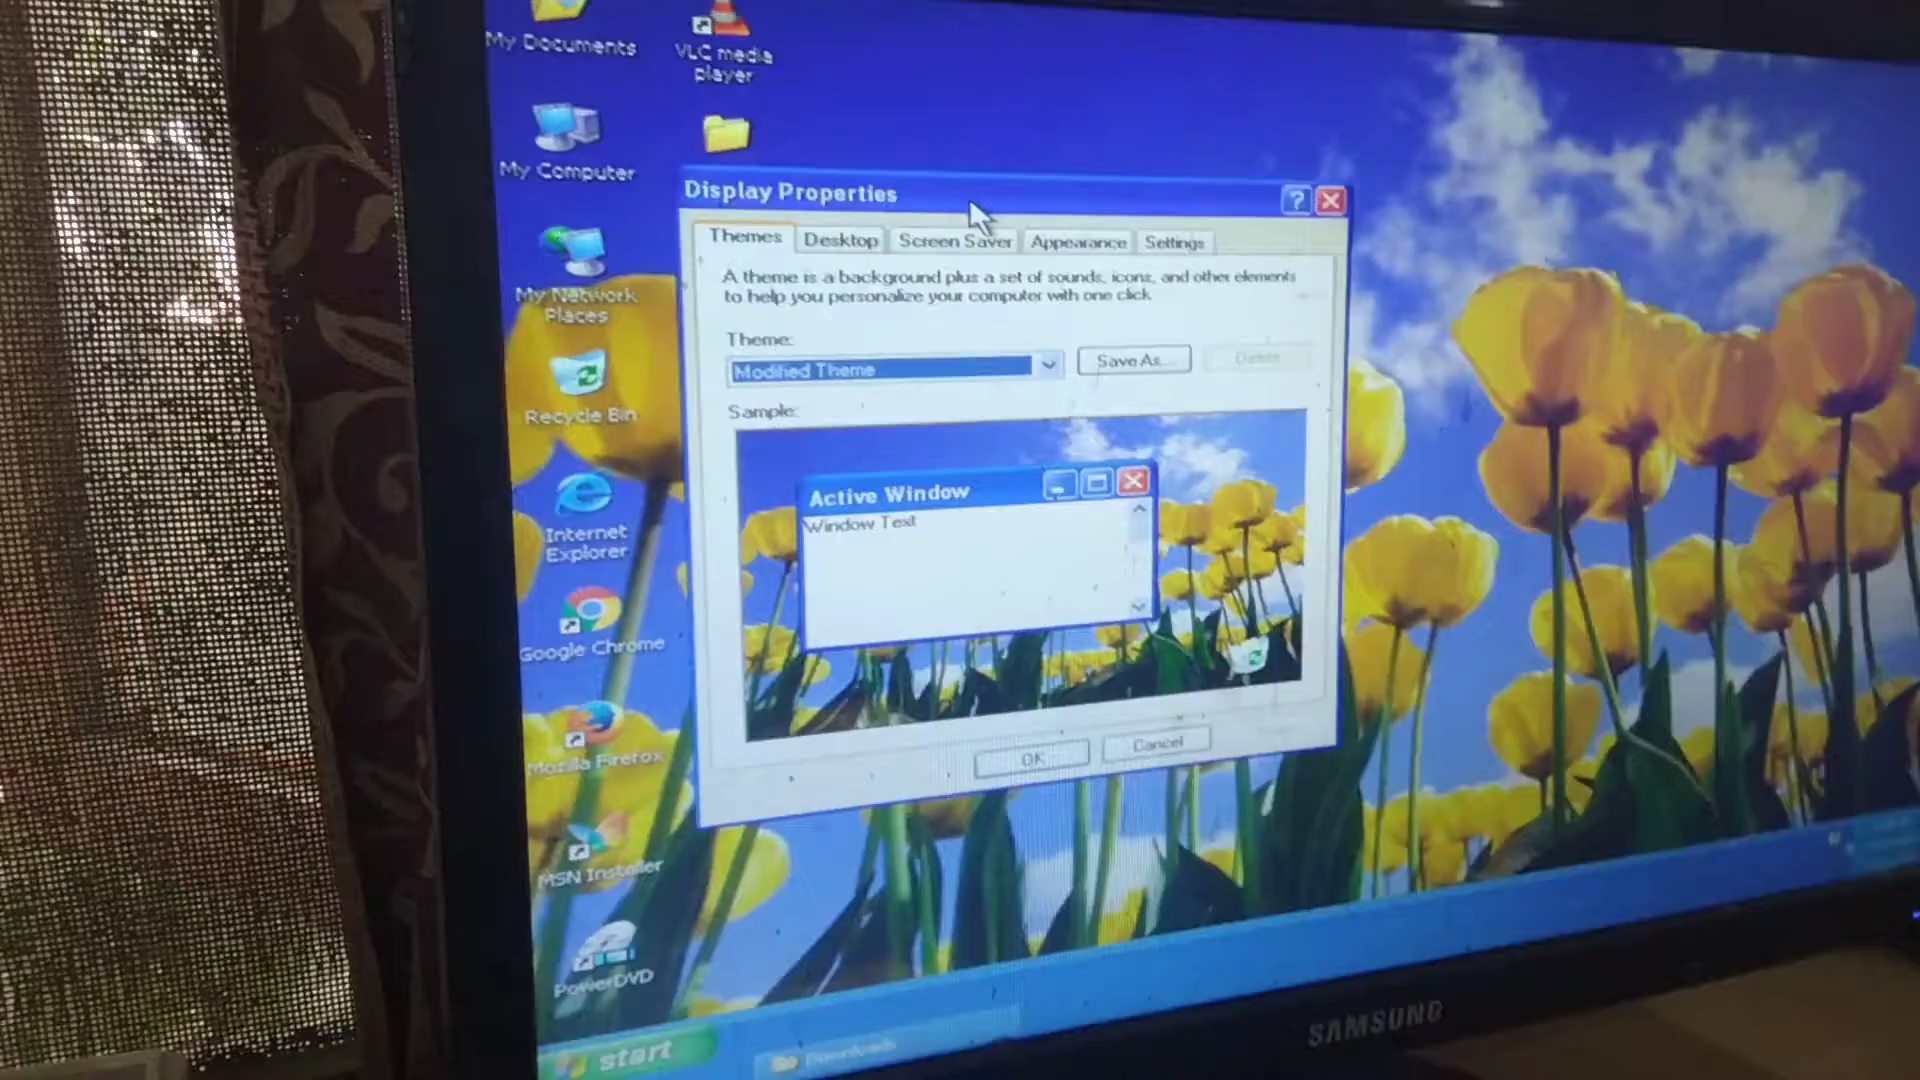 My Documents
VLC media
player
My Computer
My Network
Places
Recycle Bin
Internet
Explorer
Google Chrome
Mozilla Firefox
MSN Installer
PowerDVD
Display Properties
?
Themes
Desktop
Screen Saver
Appearance
Settings
A theme is a background plus a set of sounds, icons, and other elements
to help you personalize your computer with one click.
Theme:
Modified Theme
Save As...
Delete
Sample:
Active Window
Window Text
OK
Cancel
start
Downloads
SAMSUNG